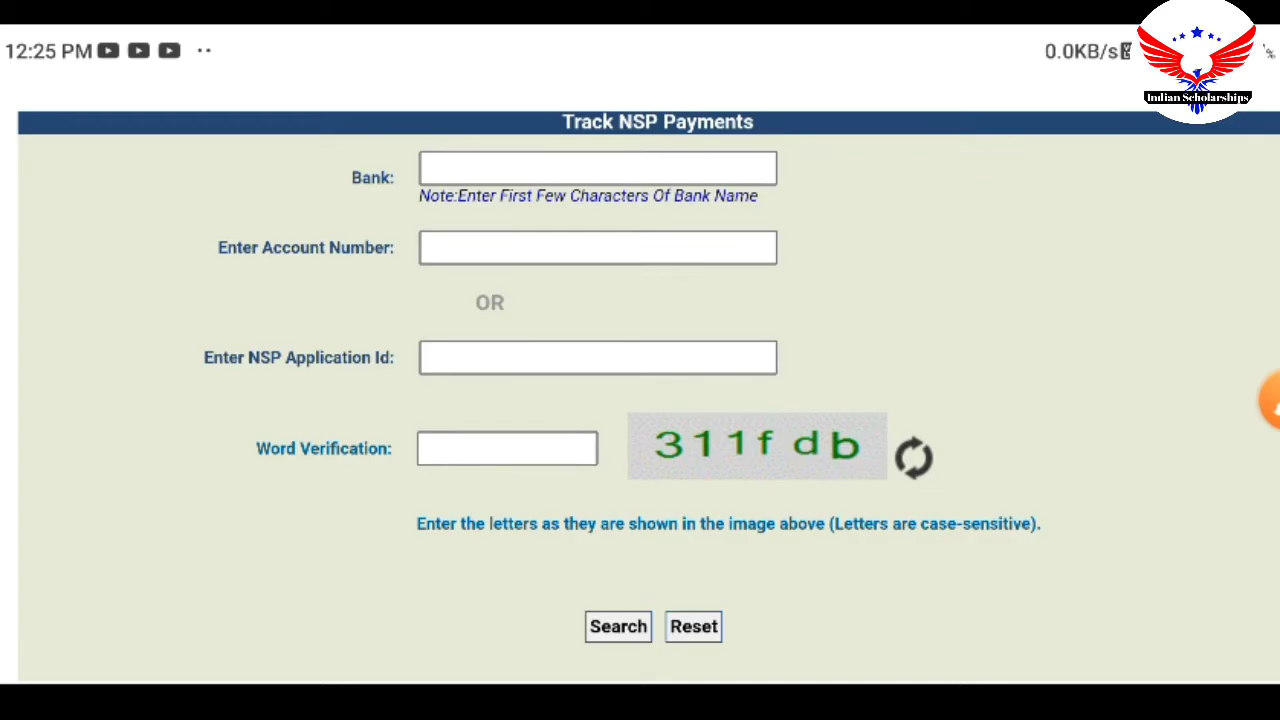 12:25 PM
0.0KB/s
Indian Scholarships
Track NSP Payments
Bank:
Note:Enter First Few Characters Of Bank Name
Enter Account Number:
OR
Enter NSP Application Id:
Word Verification:
311fdb
Enter the letters as they are shown in the image above (Letters are case-sensitive).
Search Reset